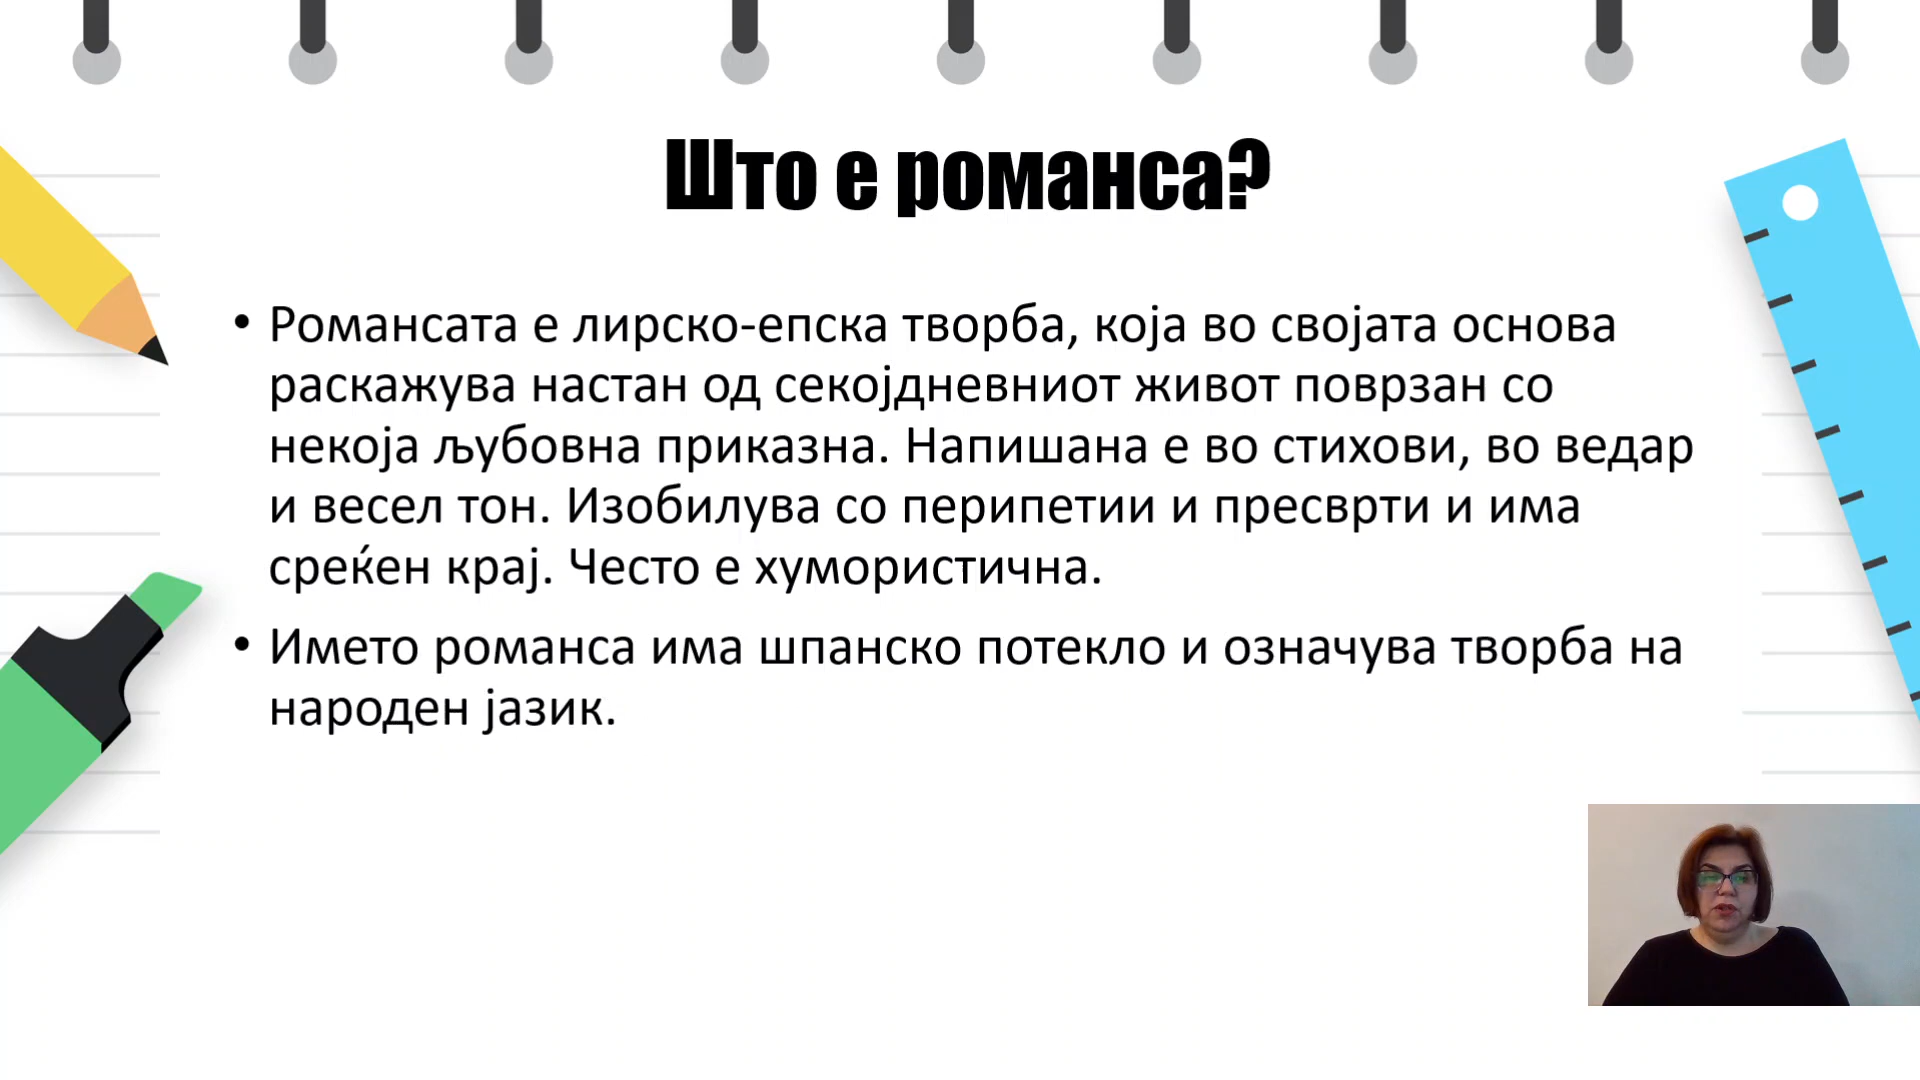 Што е романса?
• Романсата е лирско-епска творба, која во својата основа
раскажува настан од секојдневниот живот поврзан со
некоја љубовна приказна. Напишана е во стихови, во ведар
и весел тон. Изобилува со перипетии и пресврти и има
среќен крај. Често е хумористична.
• Името романса има шпанско потекло и означува творба на
народен јазик.